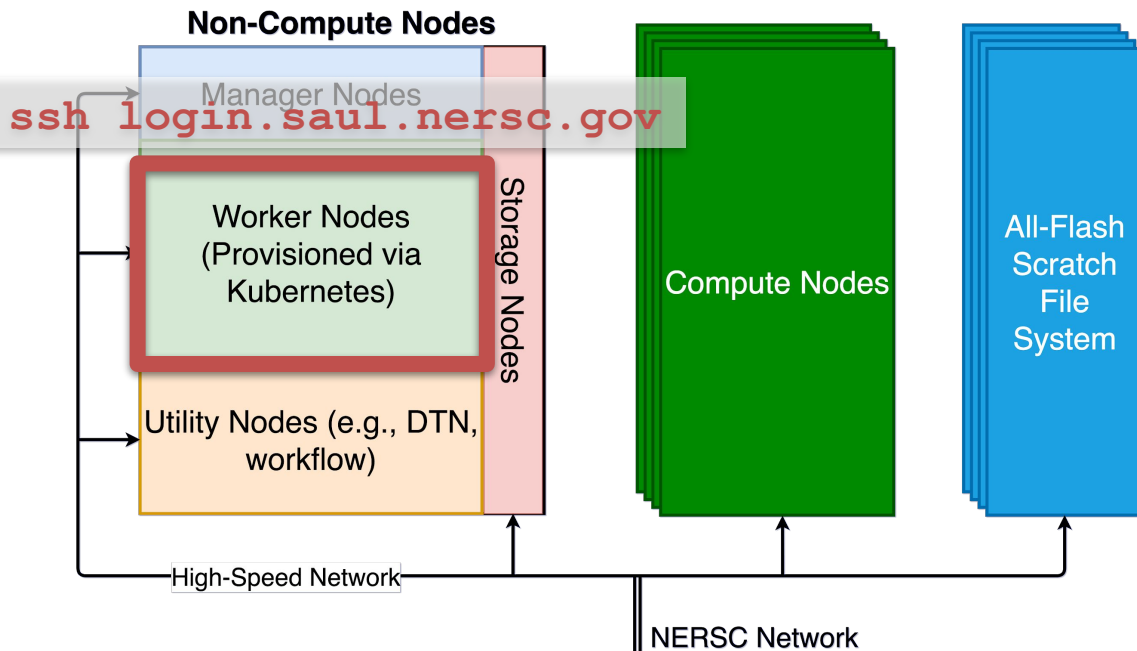 Non-Compute Nodes
Manager Nodes
ssh login.saul.nersc.gov
Worker Nodes
(Provisioned via
Kubernetes)
Storage Nodes
Utility Nodes (e.g., DTN,
workflow)
Compute Nodes
All-Flash
Scratch
File
System
High-Speed Network
NERSC Network